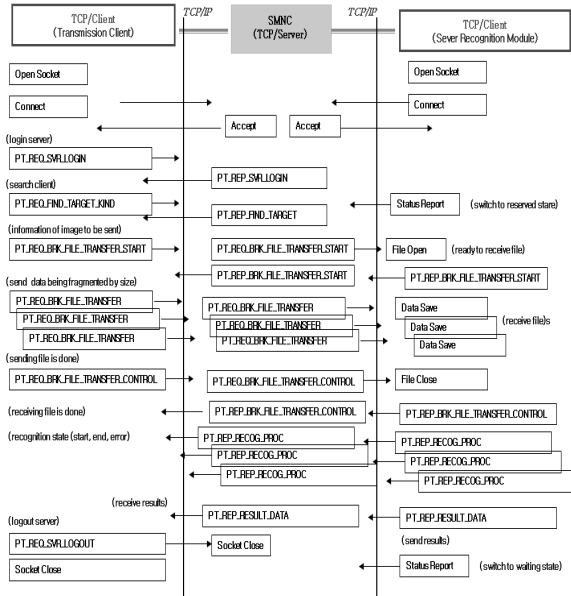 TCP/Client
(Transmission Client)
TCP/IP
SMNC
(TCP/Server)
TCP/IP
TCP/Client
(Sever Recognition Module)
Open Socket
Open Socket
Connect
Connect
Accept
Accept
(login server)
PT_REQ_SVR_LOGIN
PT_REP_SVR_LOGIN
(search client)
PT_REQ_FIND_TARGET_KIND
Status Report
(switch to reserved stare)
PT_REP_FIND_TARGET
(information of image to be sent)
PT_REQ_BRK_FILE_TRANSFER_START
PT_REQ_BRK_FILE_TRANSFER_START
File Open
(ready to receive file)
PT_REP_BRK_FILE_TRANSFER_START
PT_REP_BRK_FILE_TRANSFER_START
(send data being fragmented by size)
PT_REQ_BRK_FILE_TRANSFER
PT_REQ_BRK_FILE_TRANSFER
PT_REQ_BRK_FILE_TRANSFER
PT_REQ_BRK_FILE_TRANSFER
PT_REQ_BRK_FILE_TRANSFER
PT_REQ_BRK_FILE_TRANSFER
Data Save
Data Save
Data Save
(receive file)s
(sending file is done)
PT_REQ_BRK_FILE_TRANSFER_CONTROL
PT_REQ_BRK_FILE_TRANSFER_CONTROL
File Close
(receiving file is done)
PT_REP_BRK_FILE_TRANSFER_CONTROL
PT_REP_BRK_FILE_TRANSFER_CONTROL
(recognition state (start, end, error)
PT_REP_RECOG_PROC
PT_REP_RECOG_PROC
PT_REP_RECOG_PROC
PT_REP_RECOG_PROC
PT_REP_RECOG_PROC
PT_REP_RECOG_PROC
(receive results)
PT_REP_RESULT_DATA
PT_REP_RESULT_DATA
(logout server)
(send results)
PT_REQ_SVR_LOGOUT
Socket Close
Socket Close
Status Report
(switch to waiting state)